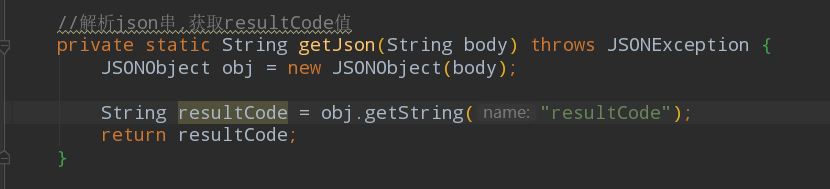 //解析json串,获取resultCode值
private static String getJson(String body) throws JSONException {
JSONObject obj = new JSONObject(body);
String resultCode = obj.getString( name: "resultCode");
return resultCode;
}